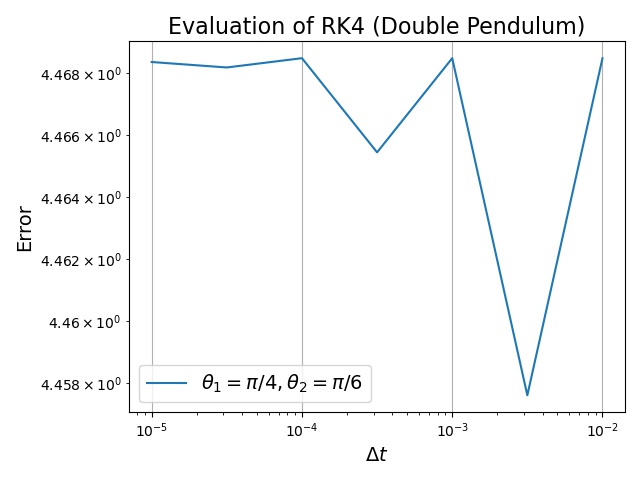 Evaluation of RK4 (Double Pendulum)
4.468 × 10⁰
4.466 × 10⁰
4.464 × 10⁰
4.462 × 10⁰
4.46 × 10⁰
4.458 × 10⁰
Error
θ₁ = π/4, θ₂ = π/6
10⁻⁵ 10⁻⁴ 10⁻³ 10⁻²
Δt